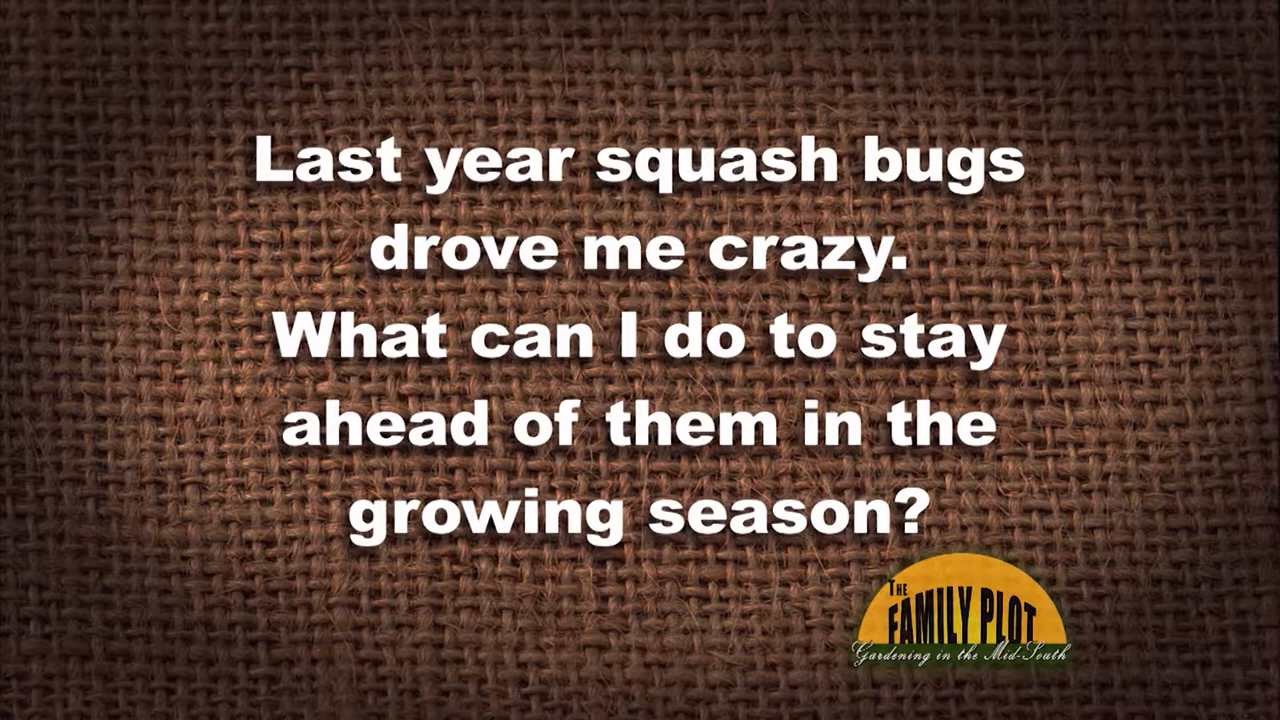 Last year squash bugs
drove me crazy.
What can I do to stay
ahead of them in the
growing season?
THE
FAMILY PLOT
Gardening in the Mid-South